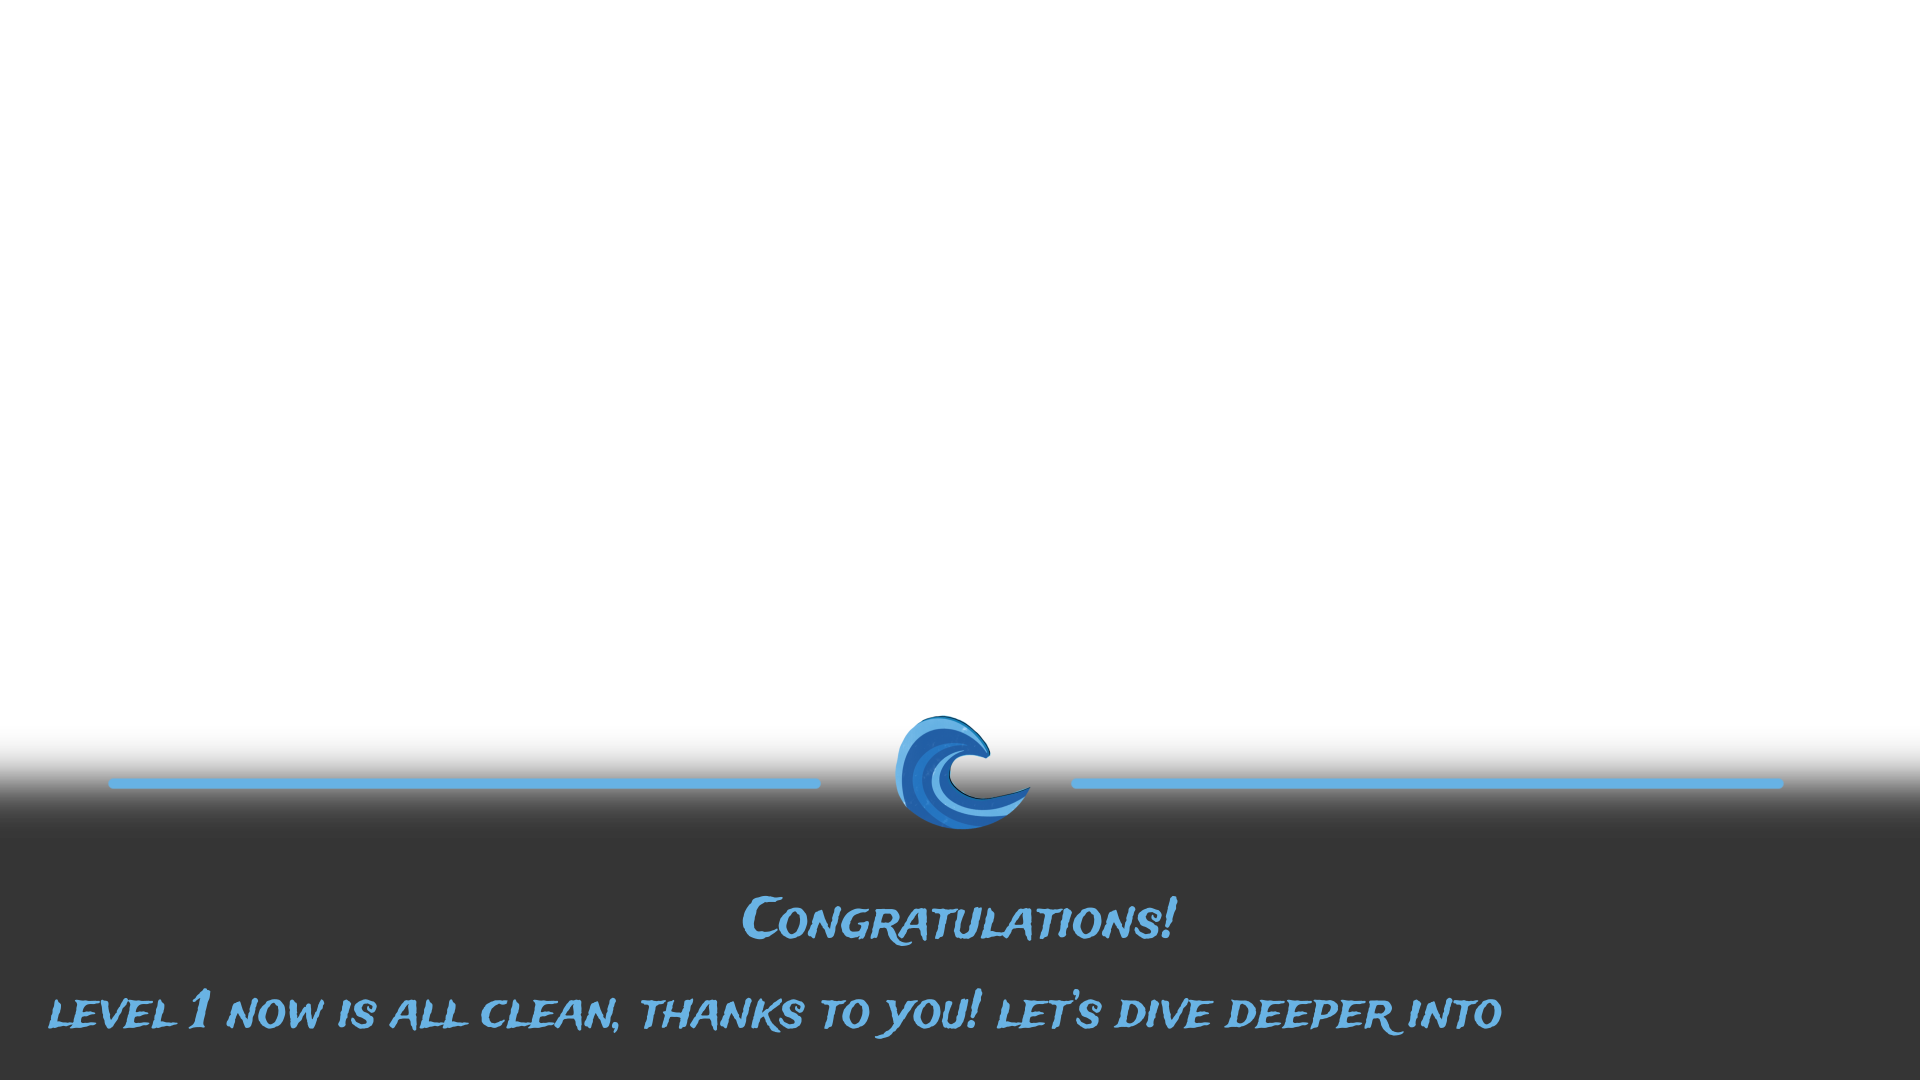 Congratulations!
level 1 now is all clean, thanks to you! let's dive deeper into